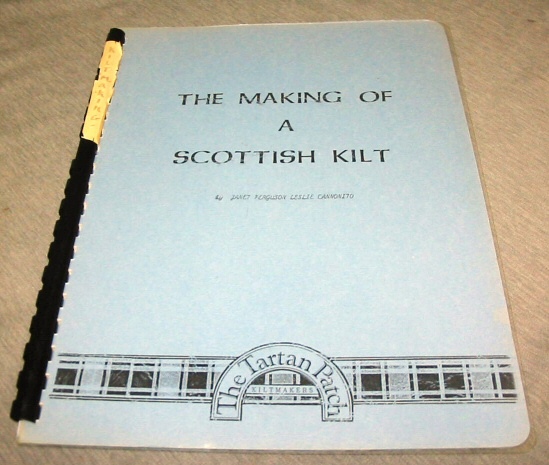 THE MAKING OF
A
SCOTTISH KILT
By JANET FERGUSON LESLIE CANNONITO
The Tartan Patch
KILTMAKERS